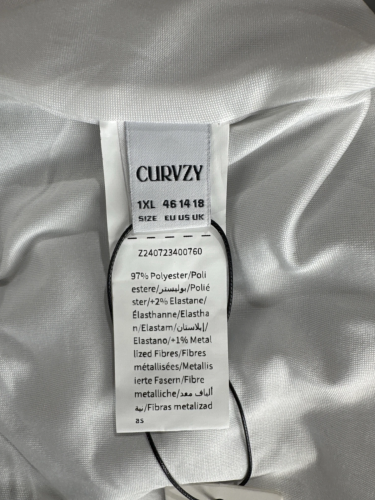 CURVZY
1XL 46 14 18
SIZE EU US UK
Z240723400760
97% Polyester/Poli
estere/بوليستر/Polié
ster/+2% Elastane/
Élasthanne/Elastha
n/Elastam/إيلاستان/
Elastano/+1% Metal
lized Fibres/Fibres
métallisées/Metallis
ierte Fasern/Fibre
metalliche/ألياف معد
نية/Fibras metalizad
as